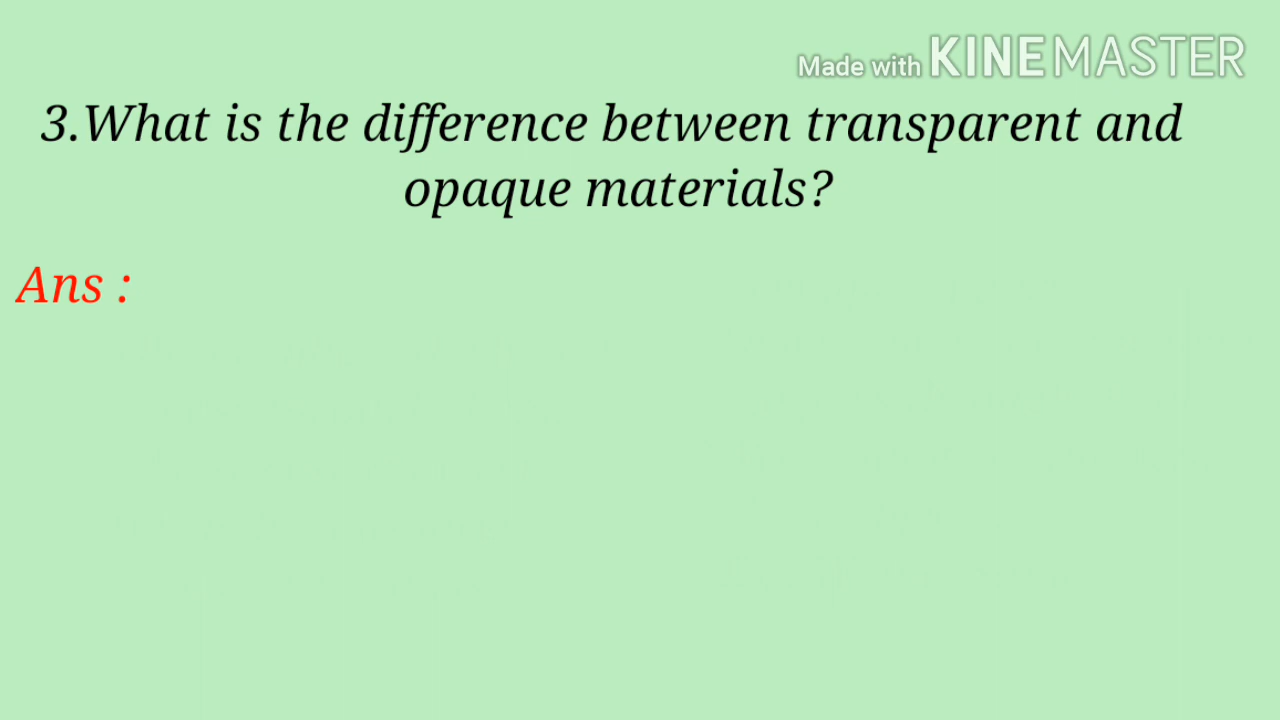 Made with KINEMASTER
3.What is the difference between transparent and
opaque materials?
Ans :